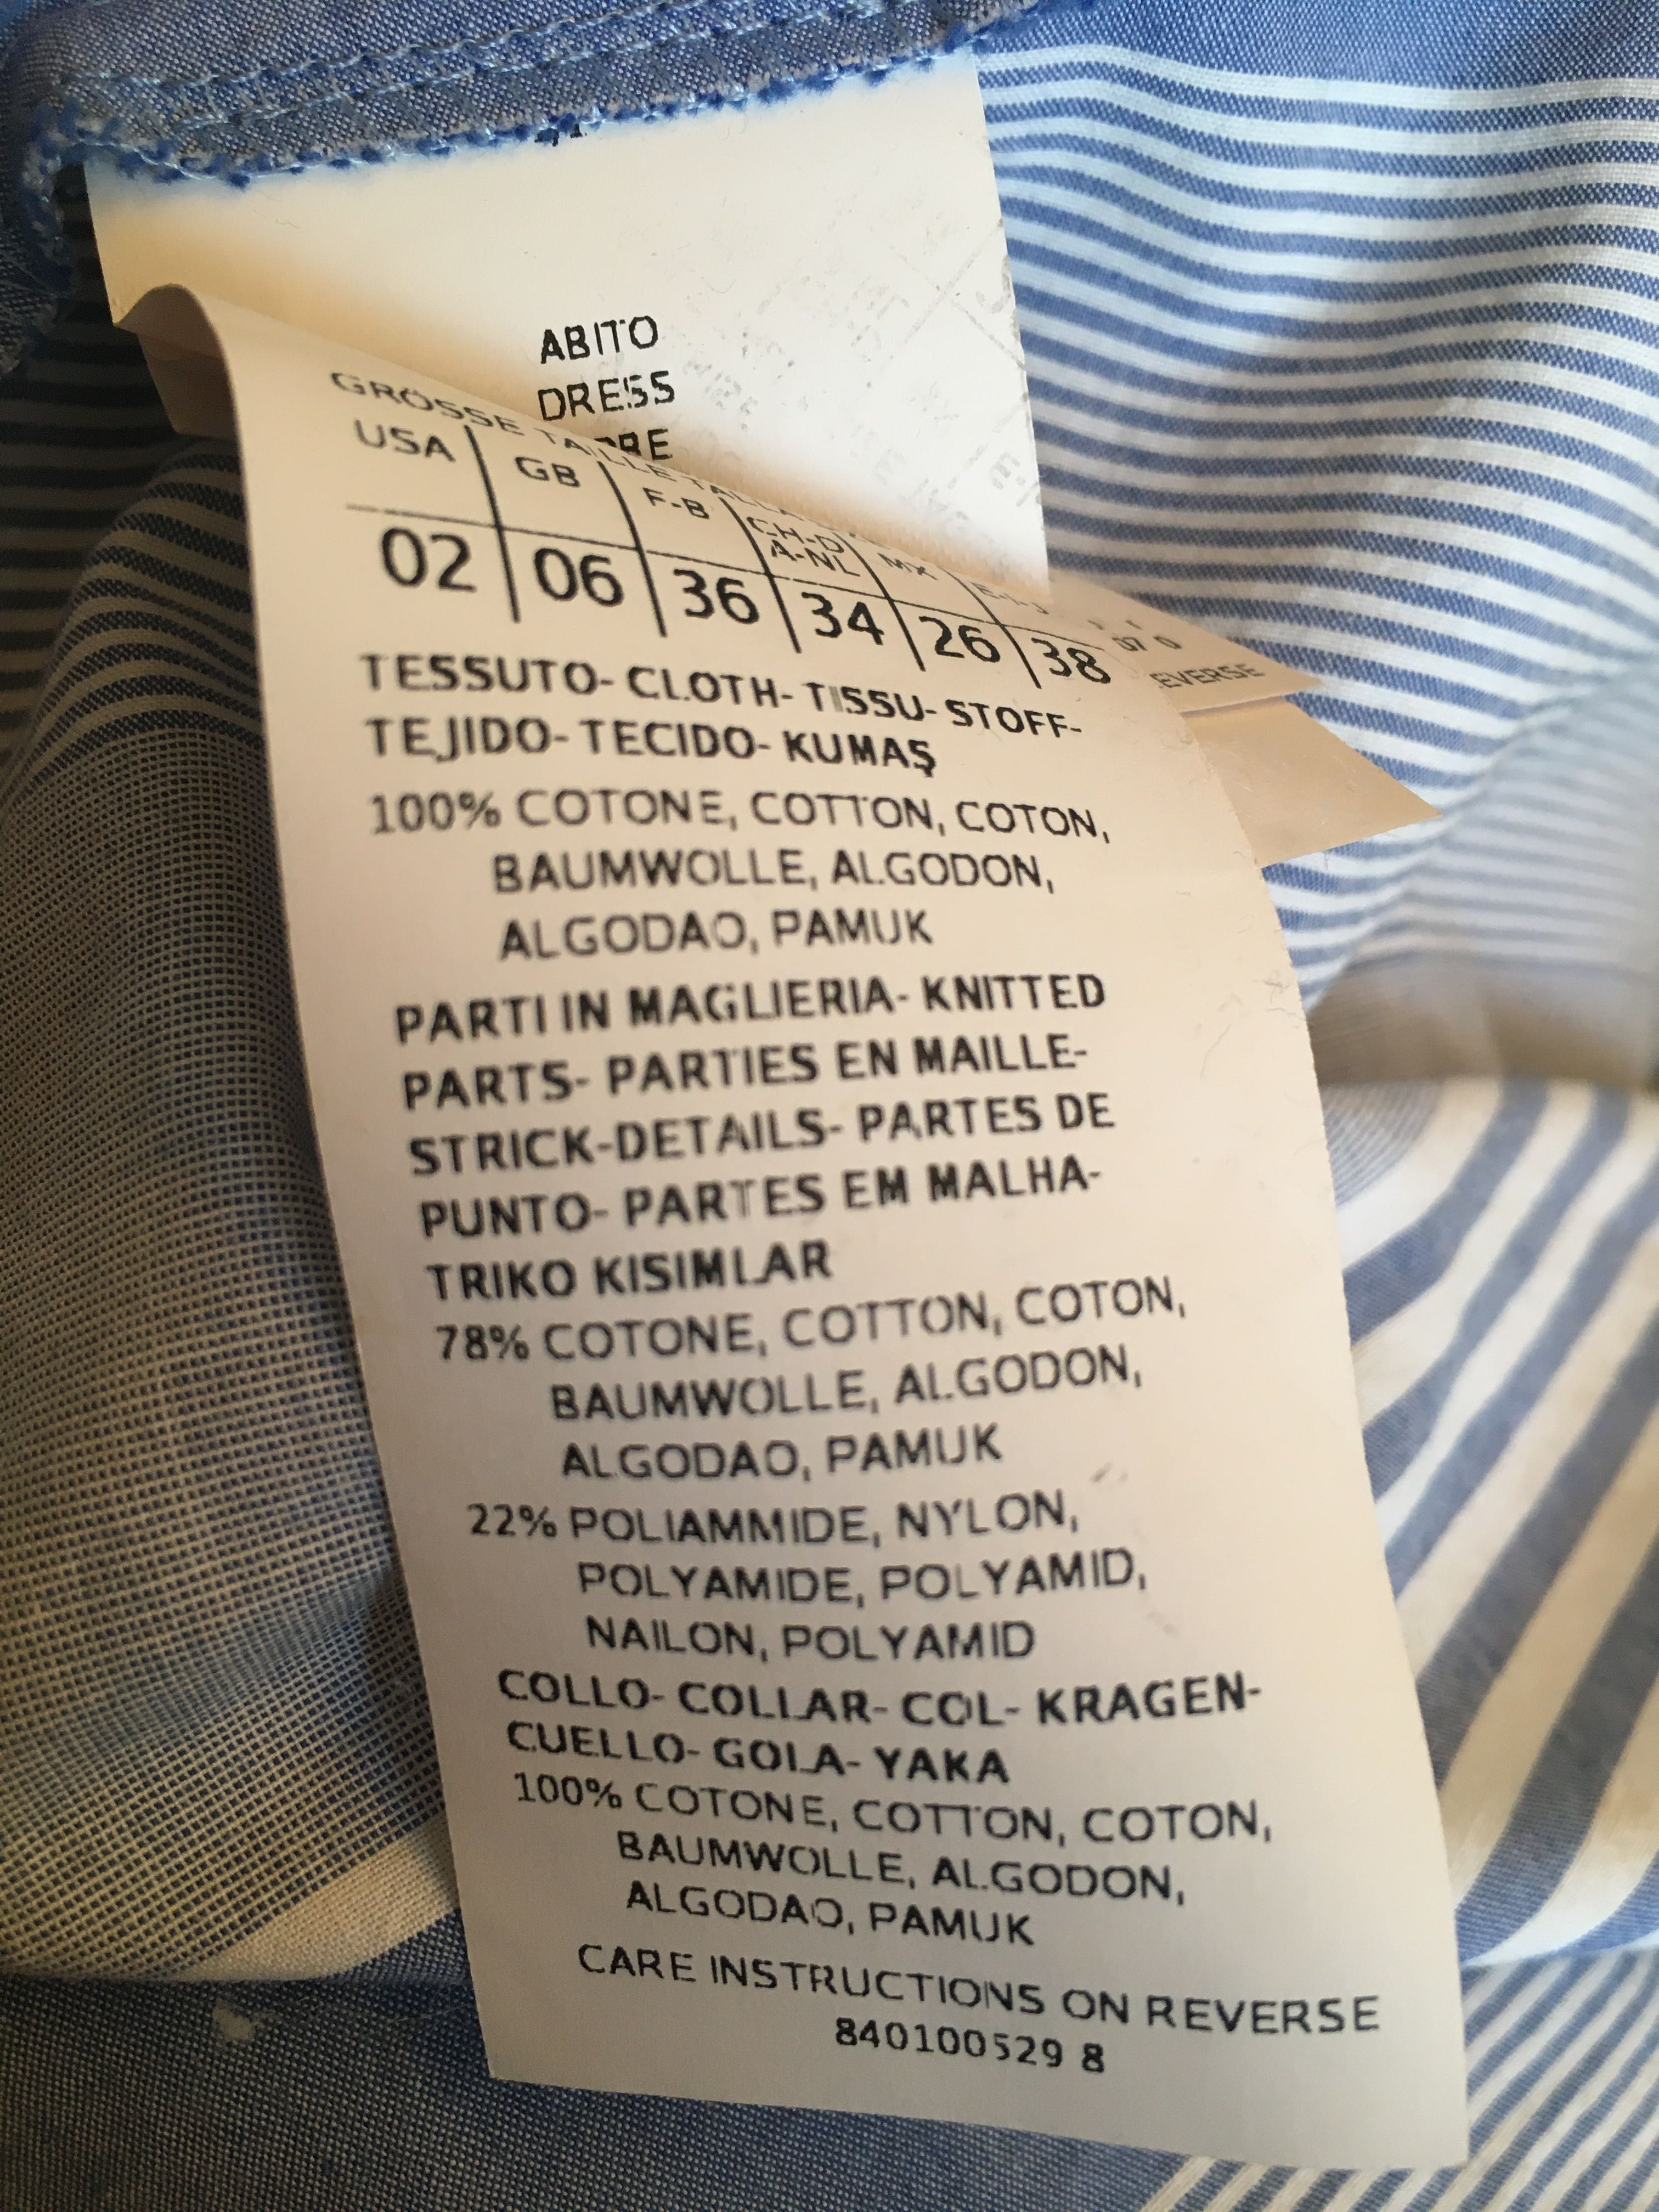 ABITO
DRESS
GRÖSSE TAILLE
USA GB F-B CH-D A-NL MX
02 06 36 34 26 38
TESSUTO- CLOTH- TISSU- STOFF-
TEJIDO- TECIDO- KUMAŞ
100% COTONE, COTTON, COTON,
BAUMWOLLE, ALGODON,
ALGODAO, PAMUK
PARTI IN MAGLIERIA- KNITTED
PARTS- PARTIES EN MAILLE-
STRICK-DETAILS- PARTES DE
PUNTO- PARTES EM MALHA-
TRIKO KISIMLAR
78% COTONE, COTTON, COTON,
BAUMWOLLE, ALGODON,
ALGODAO, PAMUK
22% POLIAMMIDE, NYLON,
POLYAMIDE, POLYAMID,
NAILON, POLYAMID
COLLO- COLLAR- COL- KRAGEN-
CUELLO- GOLA- YAKA
100% COTONE, COTTON, COTON,
BAUMWOLLE, ALGODON,
ALGODAO, PAMUK
CARE INSTRUCTIONS ON REVERSE
840100529 8